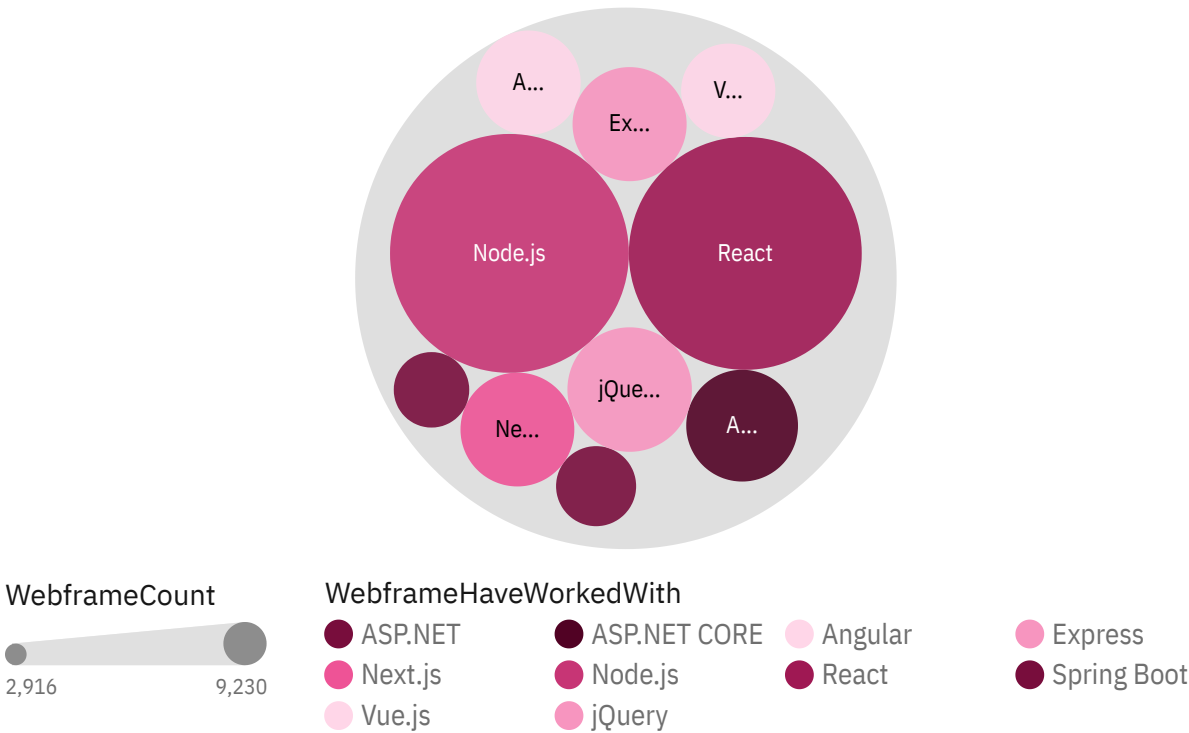 A...
V...
Ex...
Node.js
React
jQue...
Ne...
A...
WebframeCount
2,916
9,230
WebframeHaveWorkedWith
ASP.NET
ASP.NET CORE
Angular
Express
Next.js
Node.js
React
Spring Boot
Vue.js
jQuery